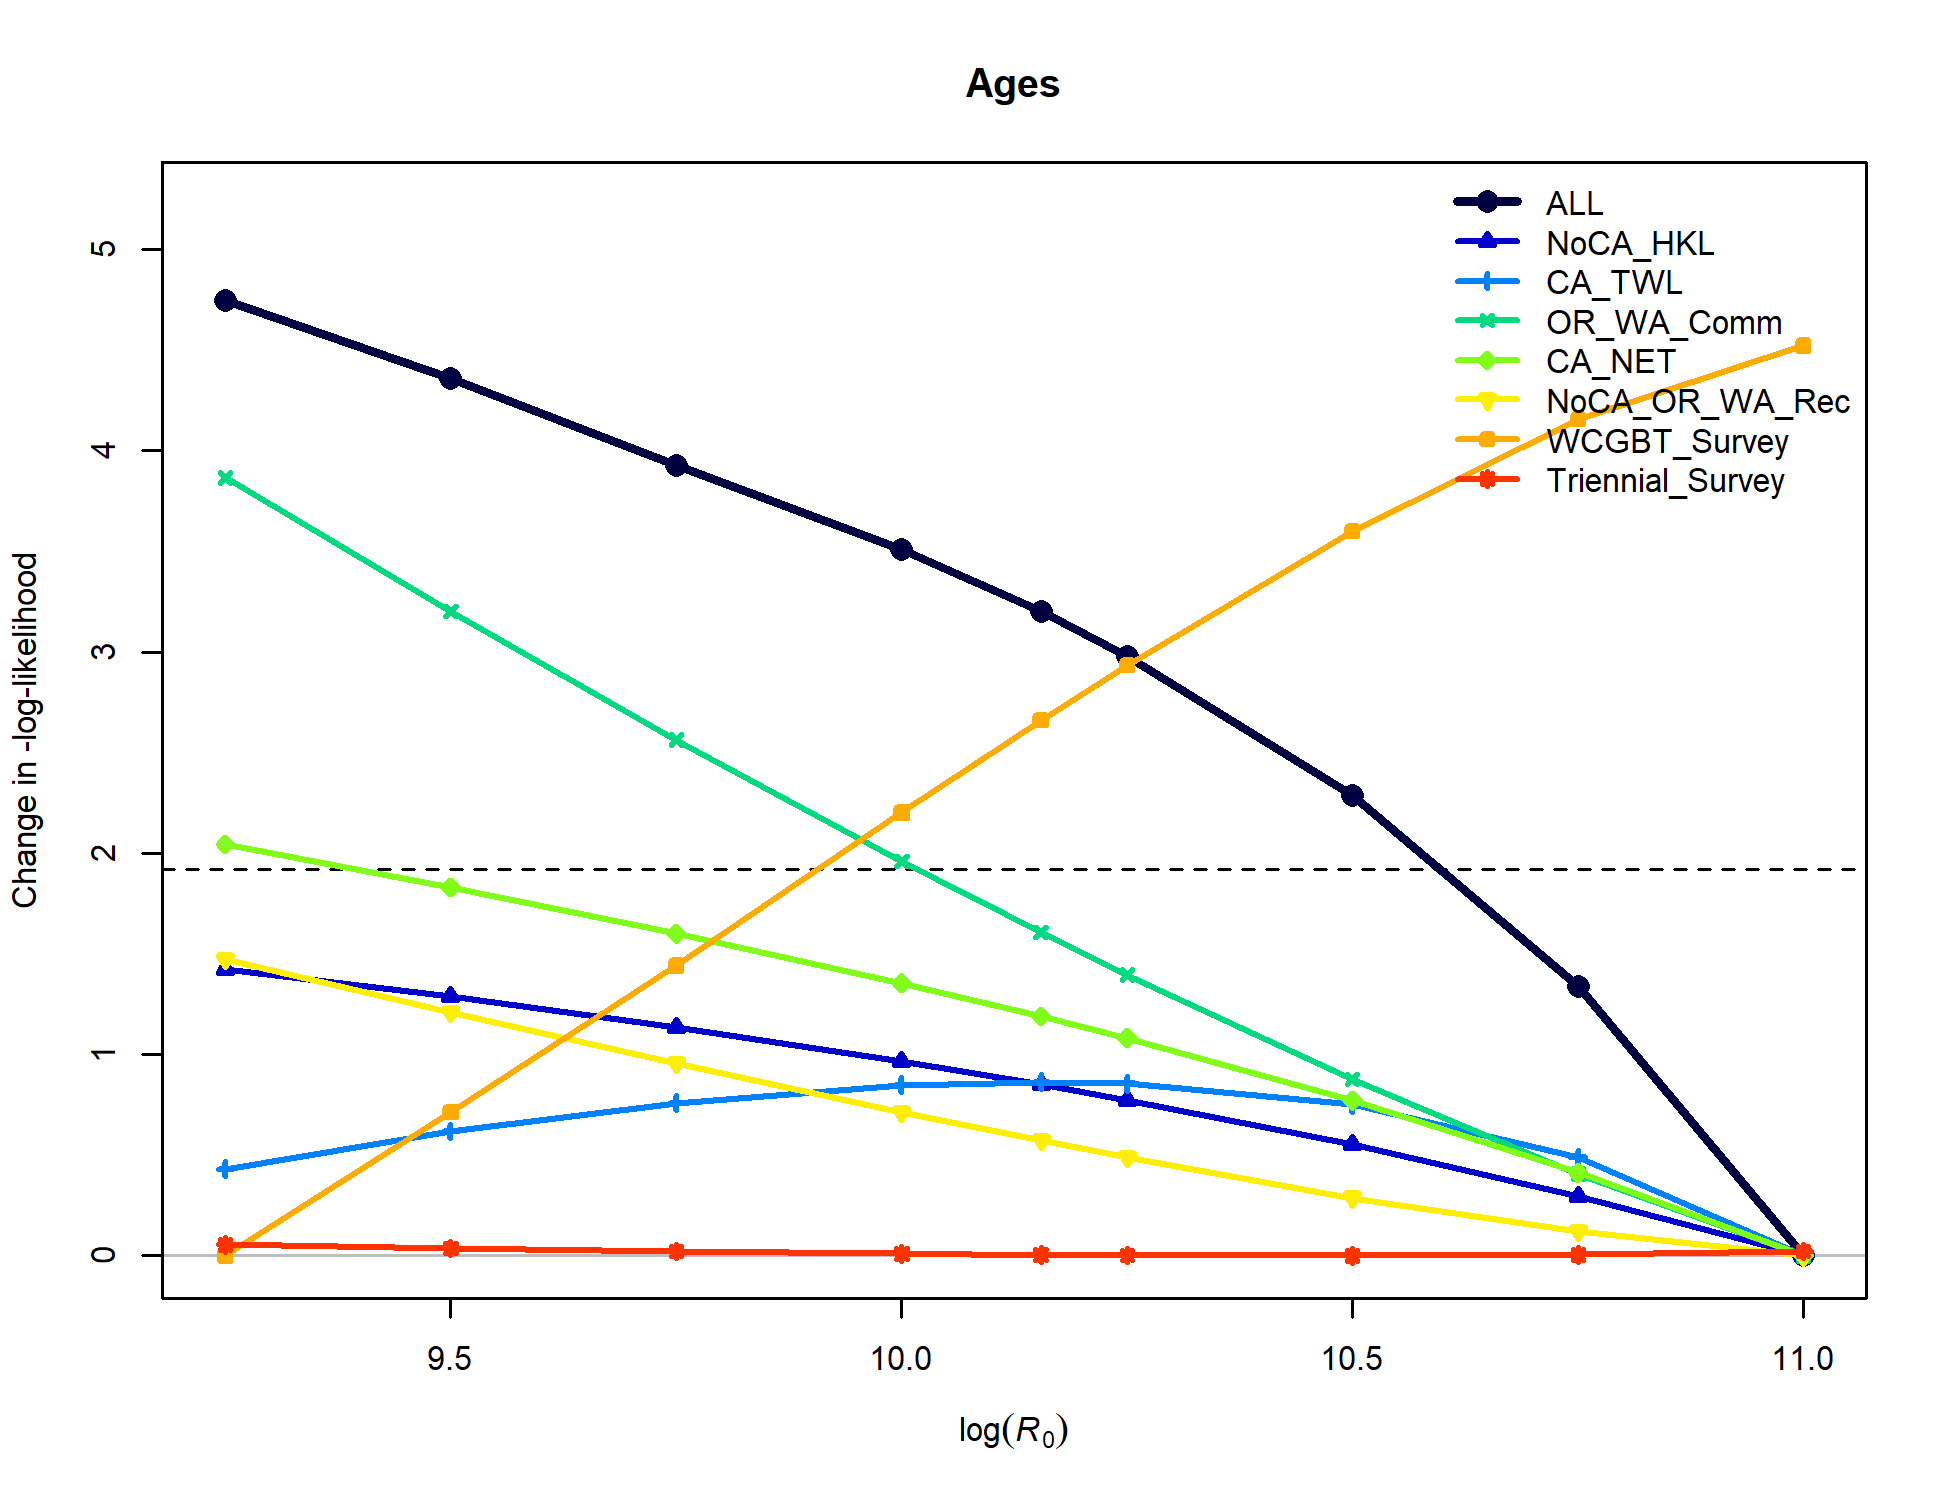 Ages
Change in -log-likelihood
5
4
3
2
1
0
ALL
NoCA_HKL
CA_TWL
OR_WA_Comm
CA_NET
NoCA_OR_WA_Rec
WCGBT_Survey
Triennial_Survey
9.5 10.0 10.5 11.0
log(R₀)